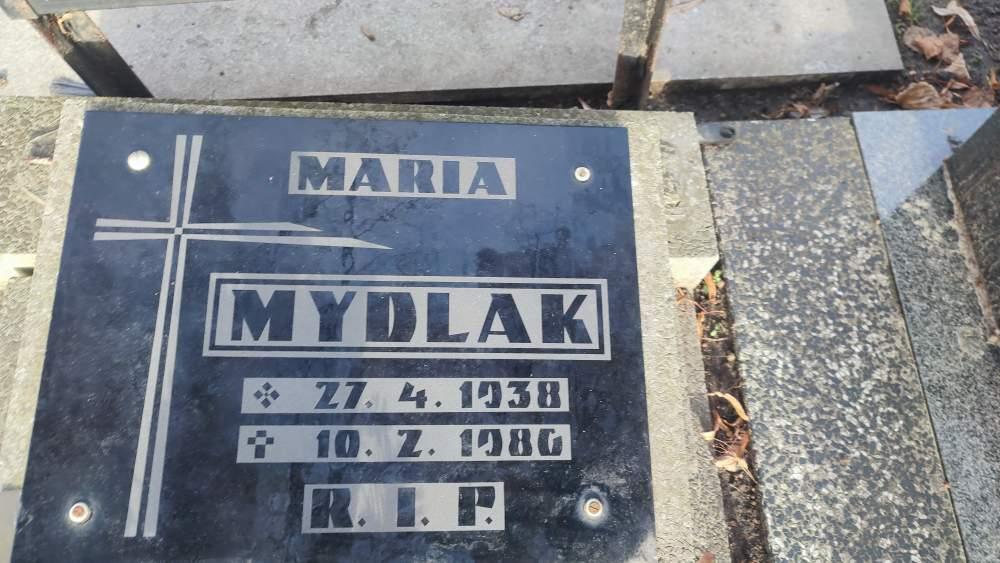 MARIA
MYDLAK
27. 4. 1938
10. 2. 1986
R. I. P.